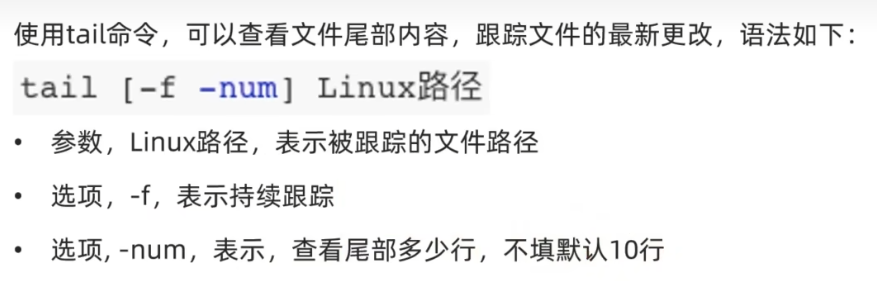 使用tail命令，可以查看文件尾部内容，跟踪文件的最新更改，语法如下：
tail [-f -num] Linux路径
• 参数，Linux路径，表示被跟踪的文件路径
• 选项，-f，表示持续跟踪
• 选项, -num，表示，查看尾部多少行，不填默认10行